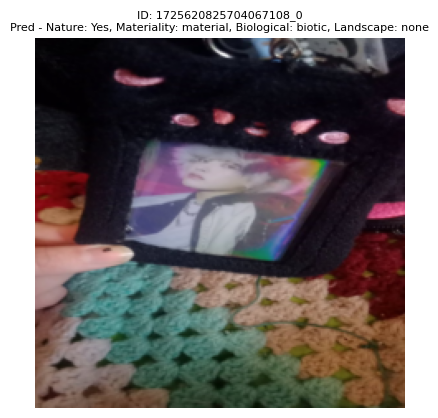 ID: 1725620825704067108_0
Pred - Nature: Yes, Materiality: material, Biological: biotic, Landscape: none